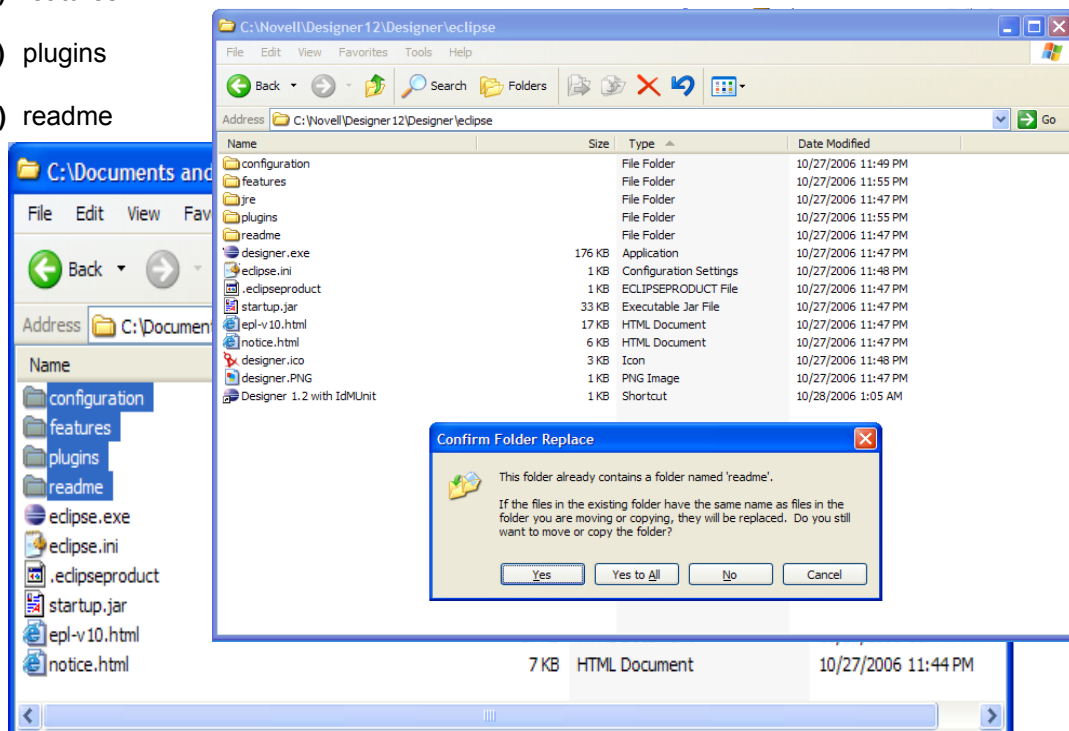 ) plugins
) readme
C:\Novell\Designer12\Designer\eclipse
File Edit View Favorites Tools Help
Back Search Folders
Address C:\Novell\Designer12\Designer\eclipse Go
Name Size Type Date Modified
configuration File Folder 10/27/2006 11:49 PM
features File Folder 10/27/2006 11:55 PM
jre File Folder 10/27/2006 11:47 PM
plugins File Folder 10/27/2006 11:55 PM
readme File Folder 10/27/2006 11:47 PM
designer.exe 176 KB Application 10/27/2006 11:47 PM
eclipse.ini 1 KB Configuration Settings 10/27/2006 11:48 PM
.eclipseproduct 1 KB ECLIPSEPRODUCT File 10/27/2006 11:47 PM
startup.jar 33 KB Executable Jar File 10/27/2006 11:47 PM
epl-v10.html 17 KB HTML Document 10/27/2006 11:47 PM
notice.html 6 KB HTML Document 10/27/2006 11:47 PM
designer.ico 3 KB Icon 10/27/2006 11:48 PM
designer.PNG 1 KB PNG Image 10/27/2006 11:47 PM
Designer 1.2 with IdMUnit 1 KB Shortcut 10/28/2006 1:05 AM
Confirm Folder Replace
This folder already contains a folder named 'readme'.
If the files in the existing folder have the same name as files in the
folder you are moving or copying, they will be replaced. Do you still
want to move or copy the folder?
Yes Yes to All No Cancel
C:\Documents and
File Edit View Fav
Back
Address C:\Document
Name
configuration
features
plugins
readme
eclipse.exe
eclipse.ini
.eclipseproduct
startup.jar
epl-v10.html
notice.html 7 KB HTML Document 10/27/2006 11:44 PM